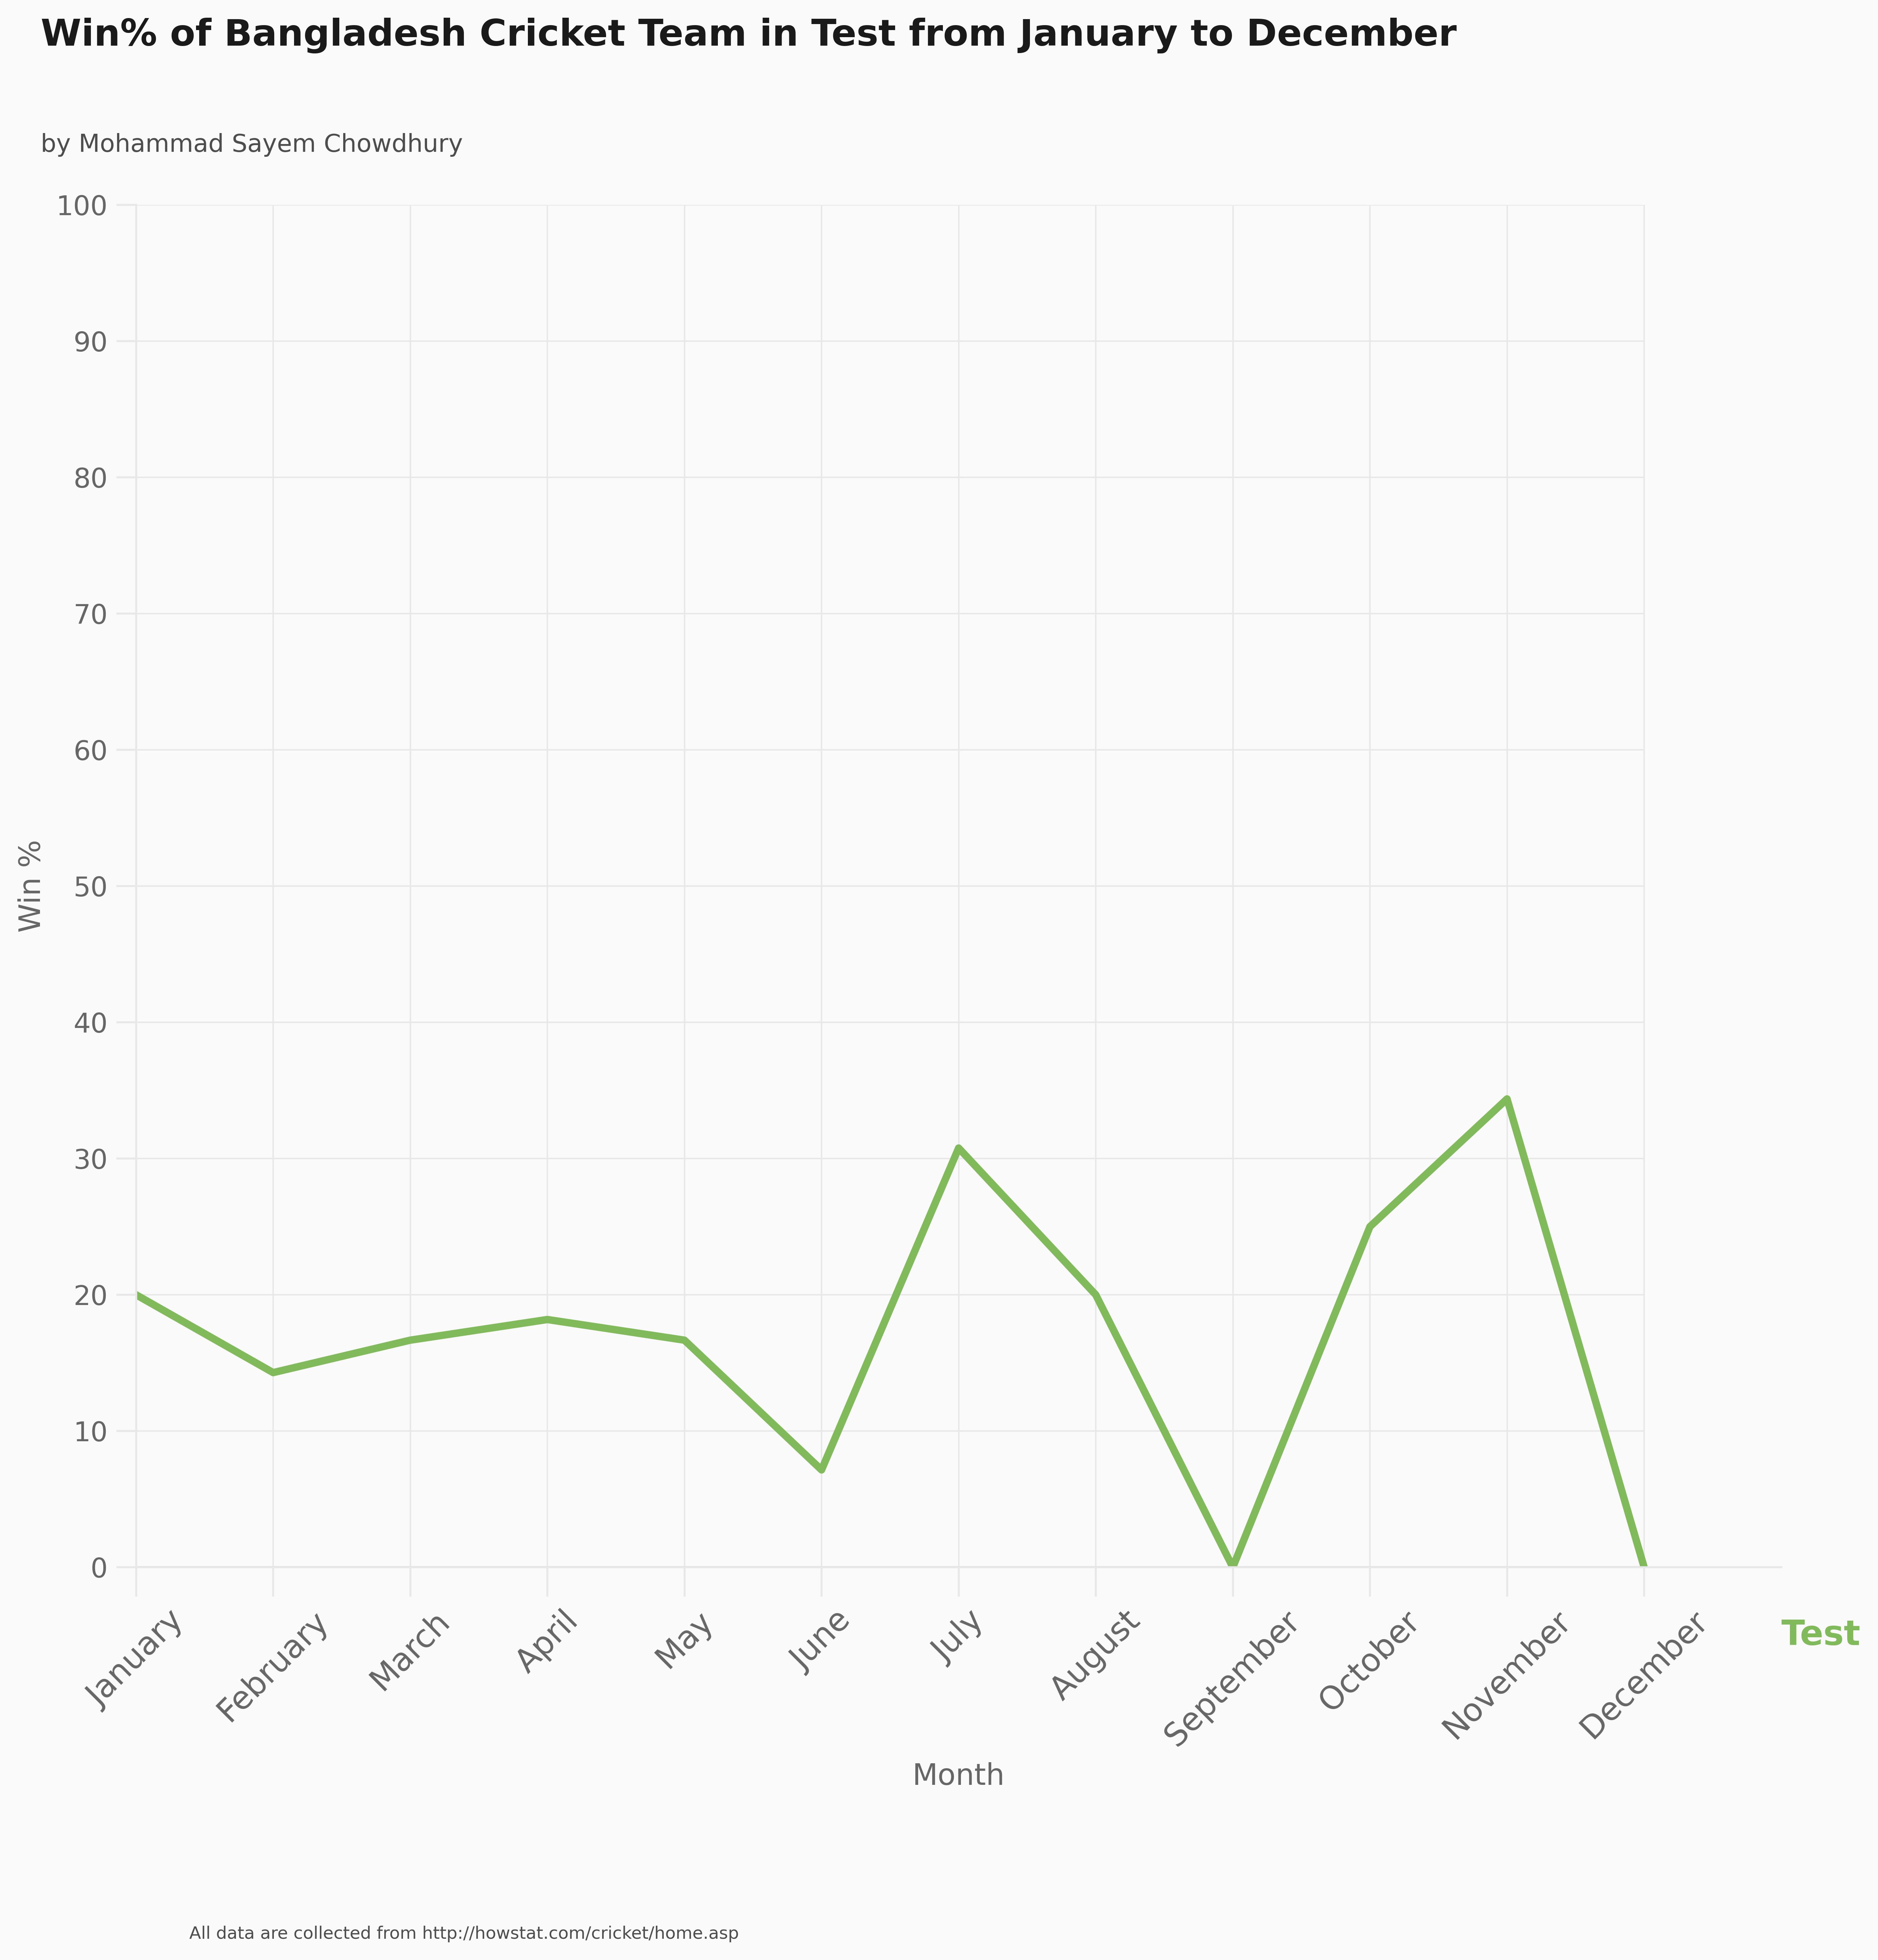 Win% of Bangladesh Cricket Team in Test from January to December
by Mohammad Sayem Chowdhury
100
90
80
70
60
50
40
30
20
10
0
Win %
January
February
March
April
May
June
July
August
September
October
November
December
Test
Month
All data are collected from http://howstat.com/cricket/home.asp